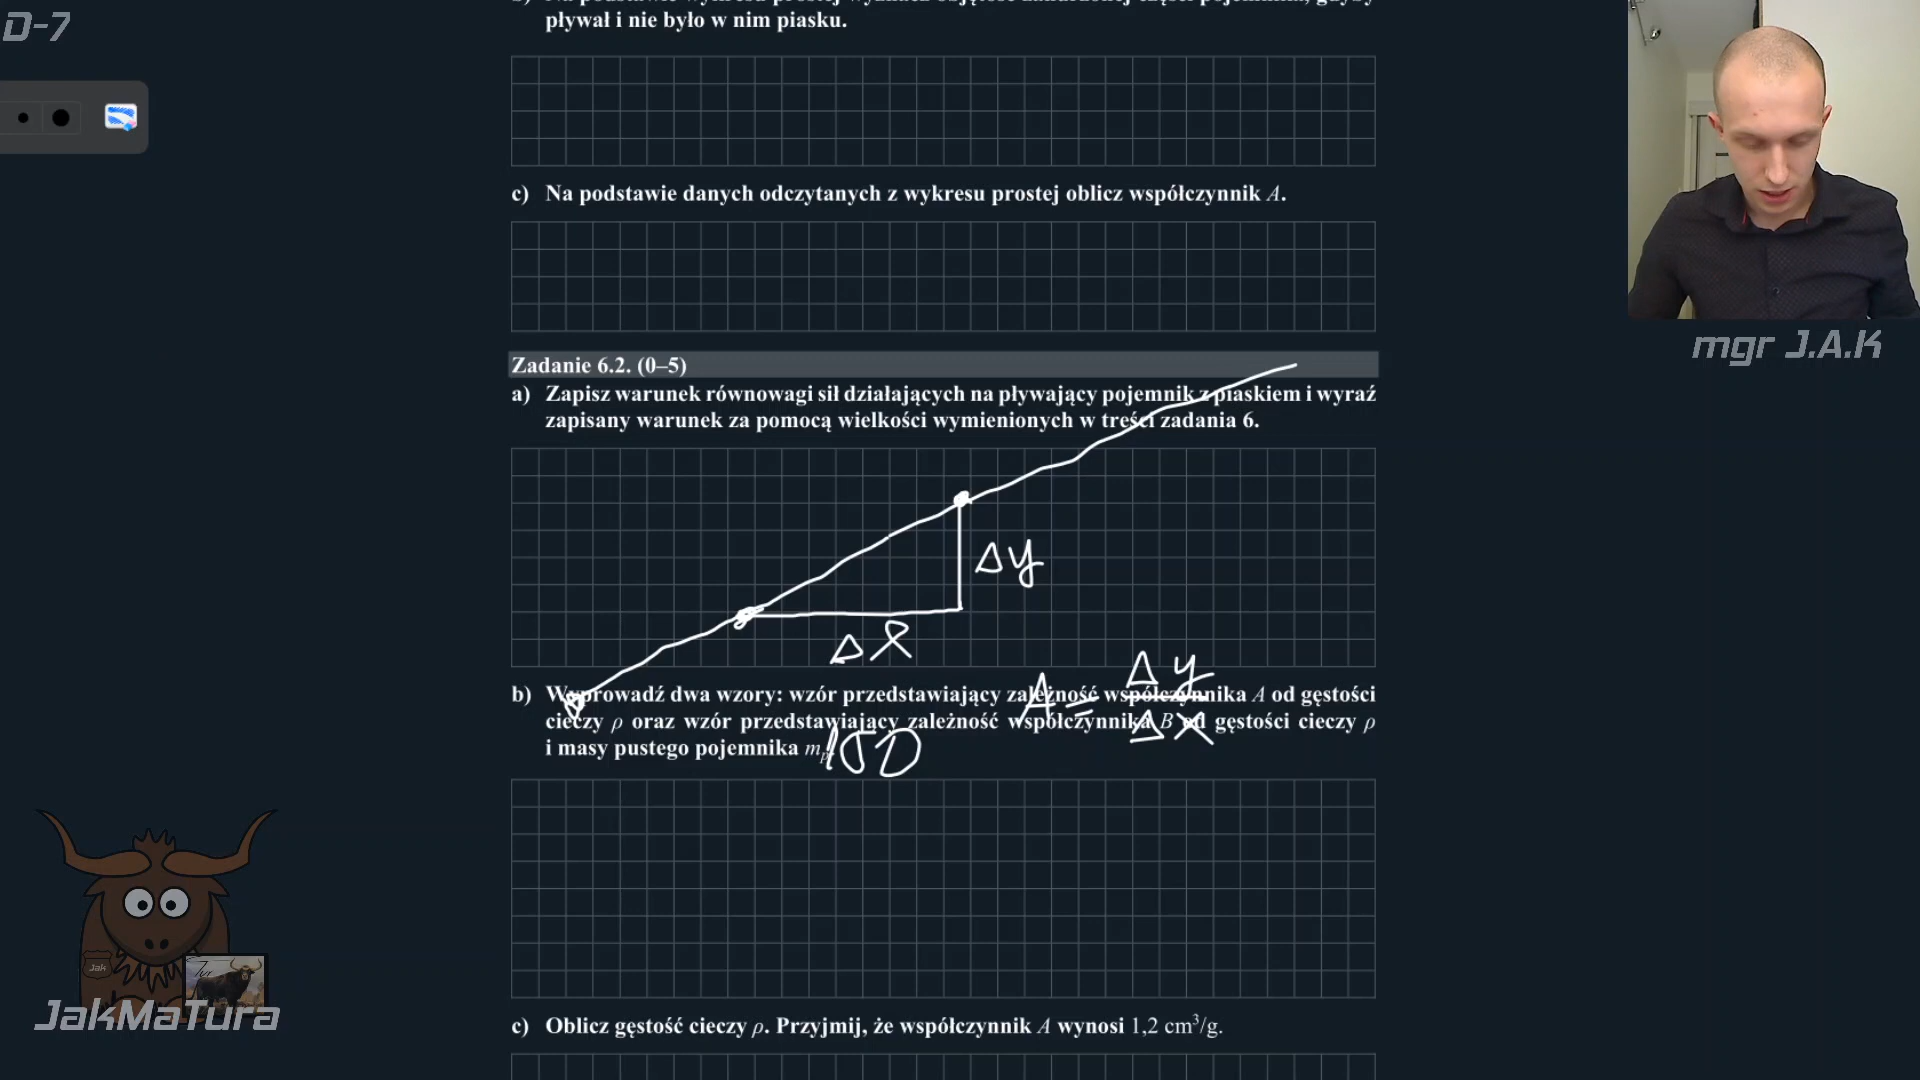 D-7
pływał i nie było w nim piasku.
c) Na podstawie danych odczytanych z wykresu prostej oblicz współczynnik A.
mgr J.A.K
Zadanie 6.2. (0–5)
a) Zapisz warunek równowagi sił działających na pływający pojemnik z piaskiem i wyraź
zapisany warunek za pomocą wielkości wymienionych w treści zadania 6.
Δy
Δx
A = Δy
Δx
b) Wyprowadź dwa wzory: wzór przedstawiający zależność współczynnika A od gęstości
cieczy ρ oraz wzór przedstawiający zależność współczynnika B od gęstości cieczy ρ
i masy pustego pojemnika
150
Jak
Tur
JakMaTura
c) Oblicz gęstość cieczy ρ. Przyjmij, że współczynnik A wynosi 1,2 cm³/g.